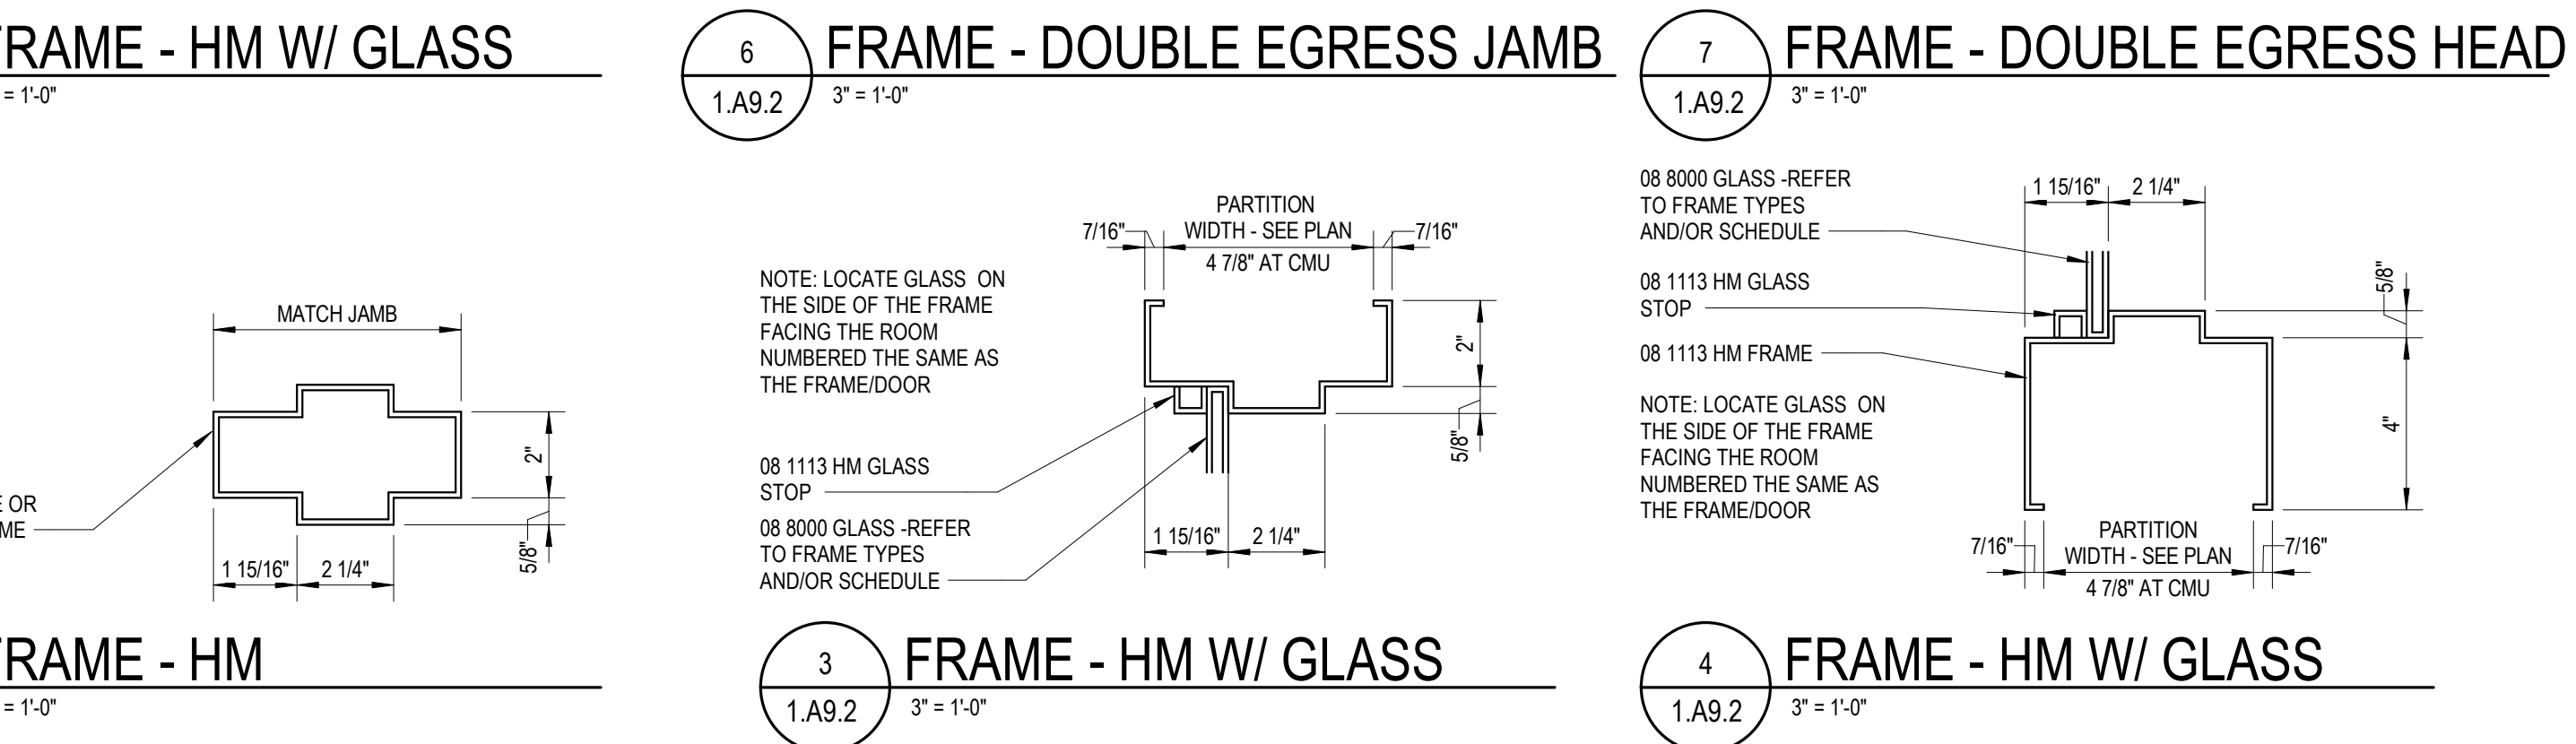 FRAME - HM W/ GLASS
= 1'-0"
6
1.A9.2
FRAME - DOUBLE EGRESS JAMB
3" = 1'-0"
7
1.A9.2
FRAME - DOUBLE EGRESS HEAD
3" = 1'-0"
MATCH JAMB
2"
5/8"
1 15/16"
2 1/4"
E OR
ME
FRAME - HM
= 1'-0"
PARTITION
WIDTH - SEE PLAN
4 7/8" AT CMU
7/16"
7/16"
NOTE: LOCATE GLASS ON
THE SIDE OF THE FRAME
FACING THE ROOM
NUMBERED THE SAME AS
THE FRAME/DOOR
2"
5/8"
08 1113 HM GLASS
STOP
08 8000 GLASS -REFER
TO FRAME TYPES
AND/OR SCHEDULE
1 15/16"
2 1/4"
3
1.A9.2
FRAME - HM W/ GLASS
3" = 1'-0"
08 8000 GLASS -REFER
TO FRAME TYPES
AND/OR SCHEDULE
1 15/16"
2 1/4"
08 1113 HM GLASS
STOP
08 1113 HM FRAME
5/8"
4"
NOTE: LOCATE GLASS ON
THE SIDE OF THE FRAME
FACING THE ROOM
NUMBERED THE SAME AS
THE FRAME/DOOR
7/16"
PARTITION
WIDTH - SEE PLAN
4 7/8" AT CMU
7/16"
4
1.A9.2
FRAME - HM W/ GLASS
3" = 1'-0"